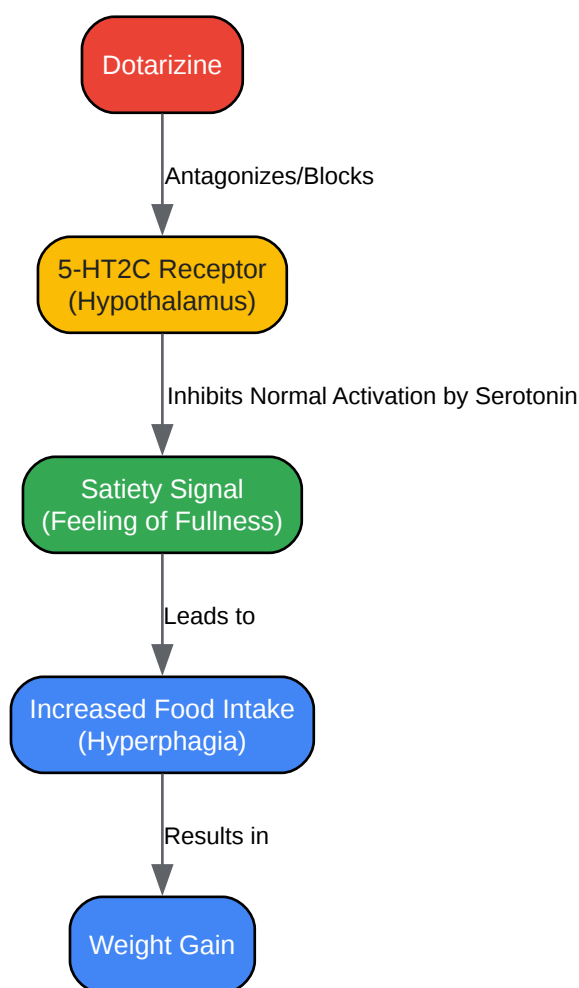 Dotarizine
Antagonizes/Blocks
5-HT2C Receptor
(Hypothalamus)
Inhibits Normal Activation by Serotonin
Satiety Signal
(Feeling of Fullness)
Leads to
Increased Food Intake
(Hyperphagia)
Results in
Weight Gain